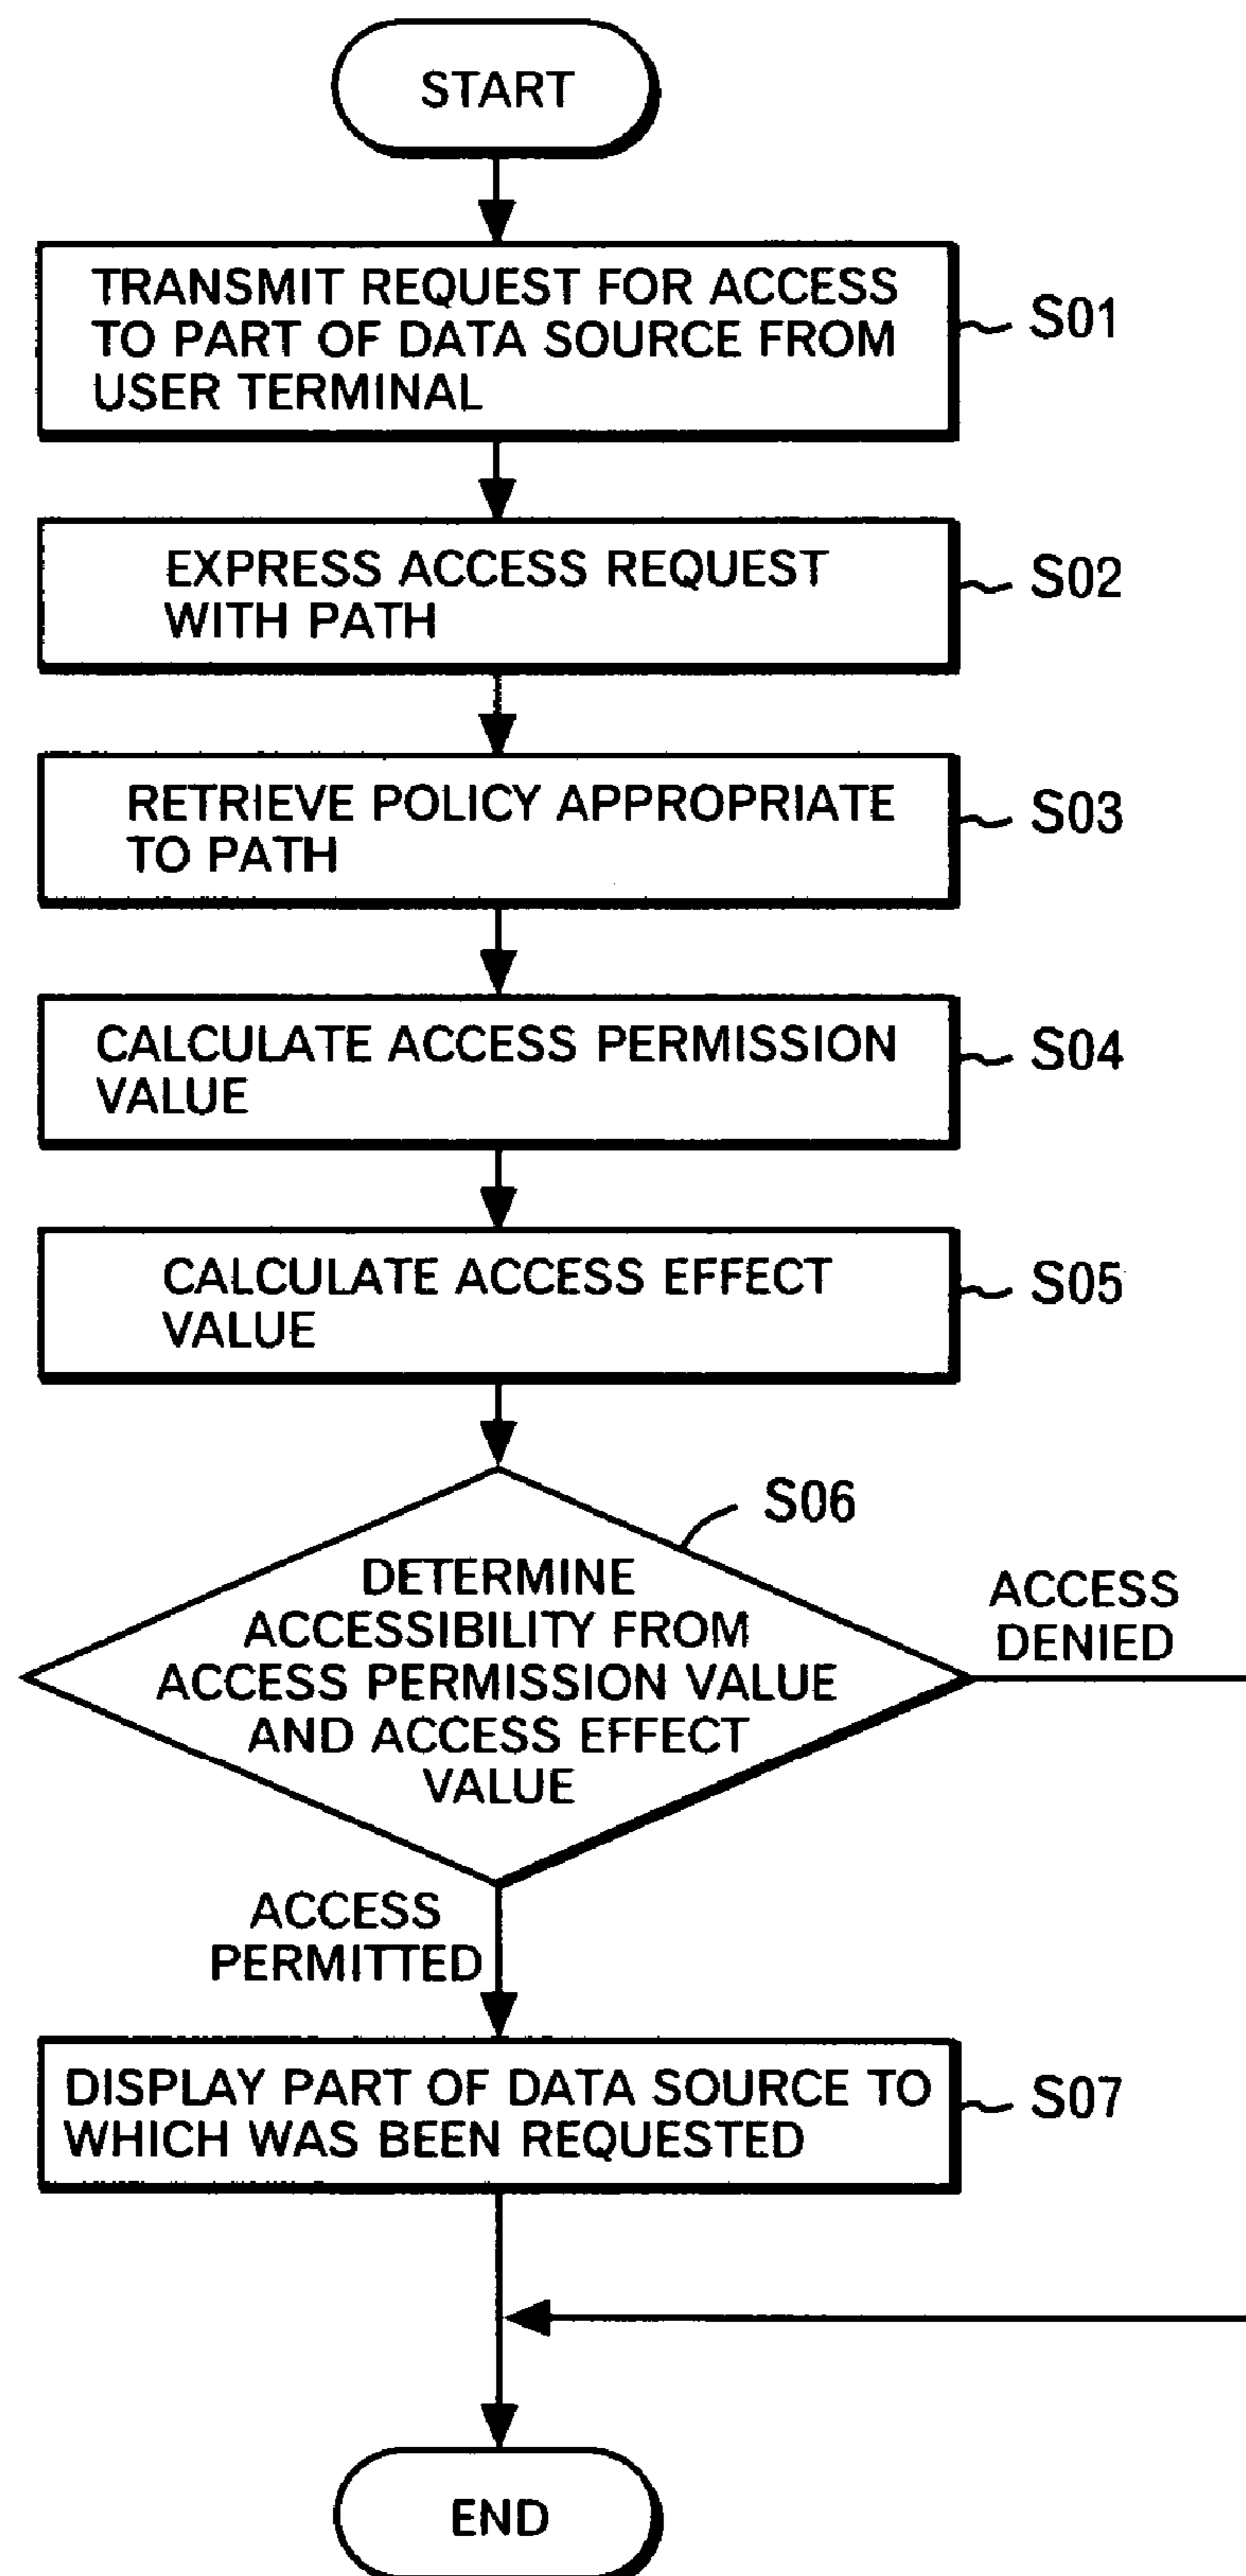 START
TRANSMIT REQUEST FOR ACCESS
TO PART OF DATA SOURCE FROM
USER TERMINAL
S01
EXPRESS ACCESS REQUEST
WITH PATH
S02
RETRIEVE POLICY APPROPRIATE
TO PATH
S03
CALCULATE ACCESS PERMISSION
VALUE
S04
CALCULATE ACCESS EFFECT
VALUE
S05
S06
DETERMINE
ACCESSIBILITY FROM
ACCESS PERMISSION VALUE
AND ACCESS EFFECT
VALUE
ACCESS
DENIED
ACCESS
PERMITTED
DISPLAY PART OF DATA SOURCE TO
WHICH WAS BEEN REQUESTED
S07
END